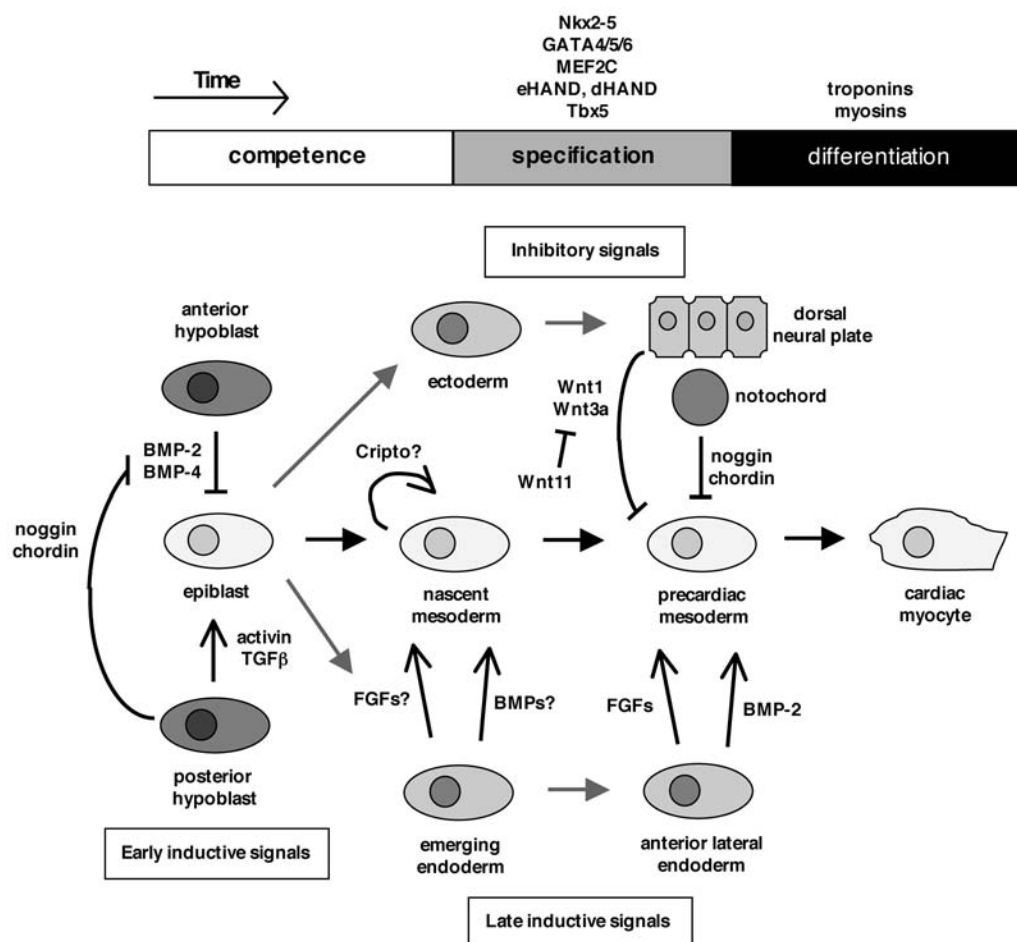 Nkx2-5
GATA4/5/6
MEF2C
eHAND, dHAND
Tbx5
Time
troponins
myosins
competence
specification
differentiation
Inhibitory signals
anterior
hypoblast
ectoderm
dorsal
neural plate
Wnt1
Wnt3a
notochord
BMP-2
BMP-4
Cripto?
Wnt11
noggin
chordin
noggin
chordin
epiblast
nascent
mesoderm
precardiac
mesoderm
cardiac
myocyte
activin
TGFβ
FGFs?
BMPs?
FGFs
BMP-2
posterior
hypoblast
emerging
endoderm
anterior lateral
endoderm
Early inductive signals
Late inductive signals